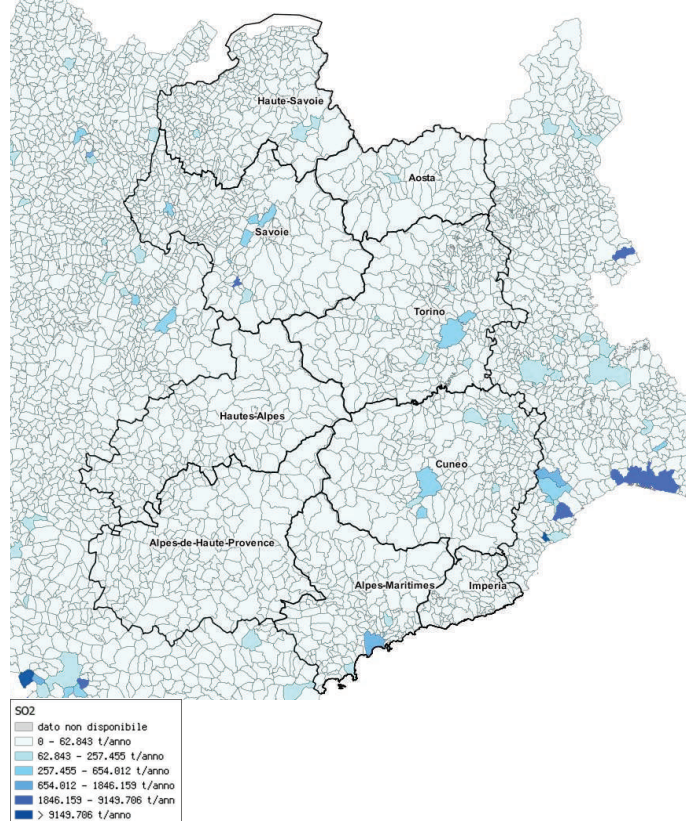 Haute-Savoie
Aosta
Savoie
Torino
Hautes-Alpes
Cuneo
Alpes-de-Haute-Provence
Alpes-Maritimes
Imperia
SO2
dato non disponibile
0 - 62.843 t/anno
62.843 - 257.455 t/anno
257.455 - 654.012 t/anno
654.012 - 1846.159 t/anno
1846.159 - 9149.706 t/ann
> 9149.706 t/anno